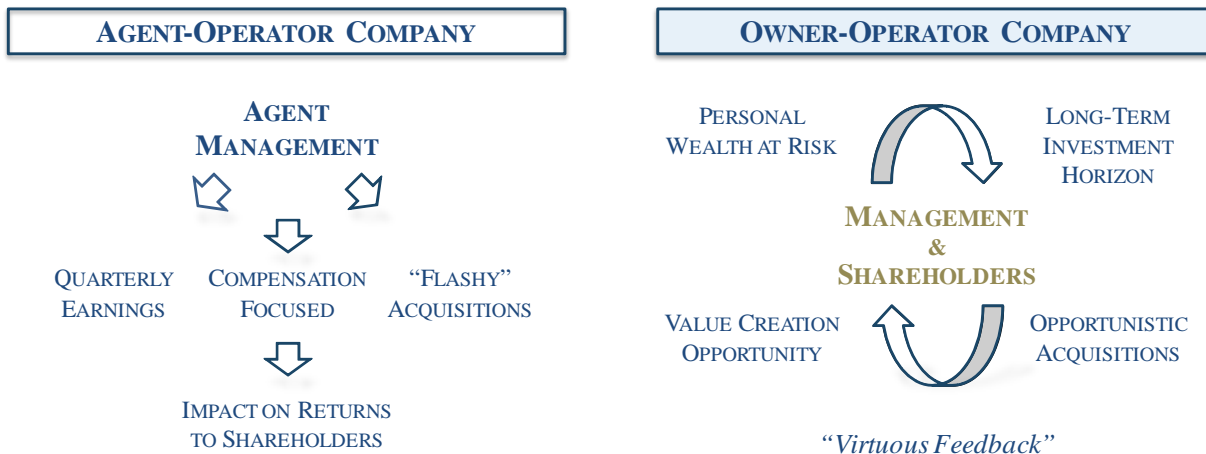 AGENT-OPERATOR COMPANY
AGENT
MANAGEMENT
QUARTERLY
EARNINGS
COMPENSATION
FOCUSED
“FLASHY”
ACQUISITIONS
IMPACT ON RETURNS
TO SHAREHOLDERS
OWNER-OPERATOR COMPANY
PERSONAL
WEALTH AT RISK
LONG-TERM
INVESTMENT
HORIZON
MANAGEMENT
&
SHAREHOLDERS
VALUE CREATION
OPPORTUNITY
OPPORTUNISTIC
ACQUISITIONS
“Virtuous Feedback”